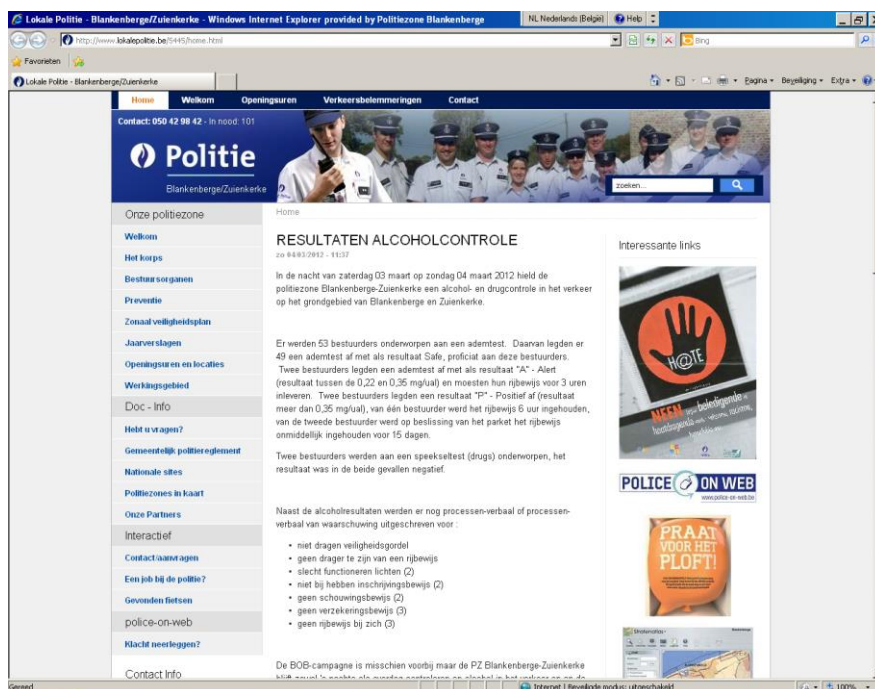 Lokale Politie - Blankenberge/Zuienkerke - Windows Internet Explorer provided by Politiezone Blankenberge
NL Nederlands (België)
Help
http://www.lokalepolitie.be/5445/home.html
Bing
Favorieten
Lokale Politie - Blankenberge/Zuienkerke
Pagina
Beveiliging
Extra
Home
Welkom
Openingsuren
Verkeersbelemmeringen
Contact
Contact: 050 42 98 42 - In nood: 101
Politie
Blankenberge/Zuienkerke
zoeken...
Onze politiezone
Welkom
Het korps
Bestuursorganen
Preventie
Zonaal veiligheidsplan
Jaarverslagen
Openingsuren en locaties
Werkingsgebied
Doc - Info
Hebt u vragen?
Gemeentelijk politiereglement
Nationale sites
Politiezones in kaart
Onze Partners
Interactief
Contact/aanvragen
Een job bij de politie?
Gevonden fietsen
police-on-web
Klacht neerleggen?
Contact Info
Home
RESULTATEN ALCOHOLCONTROLE
zo 04/03/2012 - 11:37
In de nacht van zaterdag 03 maart op zondag 04 maart 2012 hield de
politiezone Blankenberge-Zuienkerke een alcohol- en drugcontrole in het verkeer
op het grondgebied van Blankenberge en Zuienkerke.
Er werden 53 bestuurders onderworpen aan een ademtest. Daarvan legden er
49 een ademtest af met als resultaat Safe, proficiat aan deze bestuurders.
Twee bestuurders legden een ademtest af met als resultaat "A" - Alert
(resultaat tussen de 0,22 en 0,35 mg/ual) en moesten hun rijbewijs voor 3 uren
inleveren. Twee bestuurders legden een resultaat "P" - Positief af (resultaat
meer dan 0,35 mg/ual), van één bestuurder werd het rijbewijs 6 uur ingehouden,
van de tweede bestuurder werd op beslissing van het parket het rijbewijs
onmiddellijk ingehouden voor 15 dagen.
Twee bestuurders werden aan een speekseltest (drugs) onderworpen, het
resultaat was in de beide gevallen negatief.
Naast de alcoholresultaten werden er nog processen-verbaal of processen-
verbaal van waarschuwing uitgeschreven voor :
• niet dragen veiligheidsgordel
• geen drager te zijn van een rijbewijs
• slecht functioneren lichten (2)
• niet bij hebben inschrijvingsbewijs (2)
• geen schouwingsbewijs (2)
• geen verzekeringsbewijs (3)
• geen rijbewijs bij zich (3)
De BOB-campagne is misschien voorbij maar de PZ Blankenberge-Zuienkerke
Interessante links
H@TE
NEEN
beledigende
racisme,
POLICE ON WEB
www.police-on-web.be
PRAAT
VOOR HET
PLOFT!
Gereed
Internet | Beveiligde modus: uitgeschakeld
100%